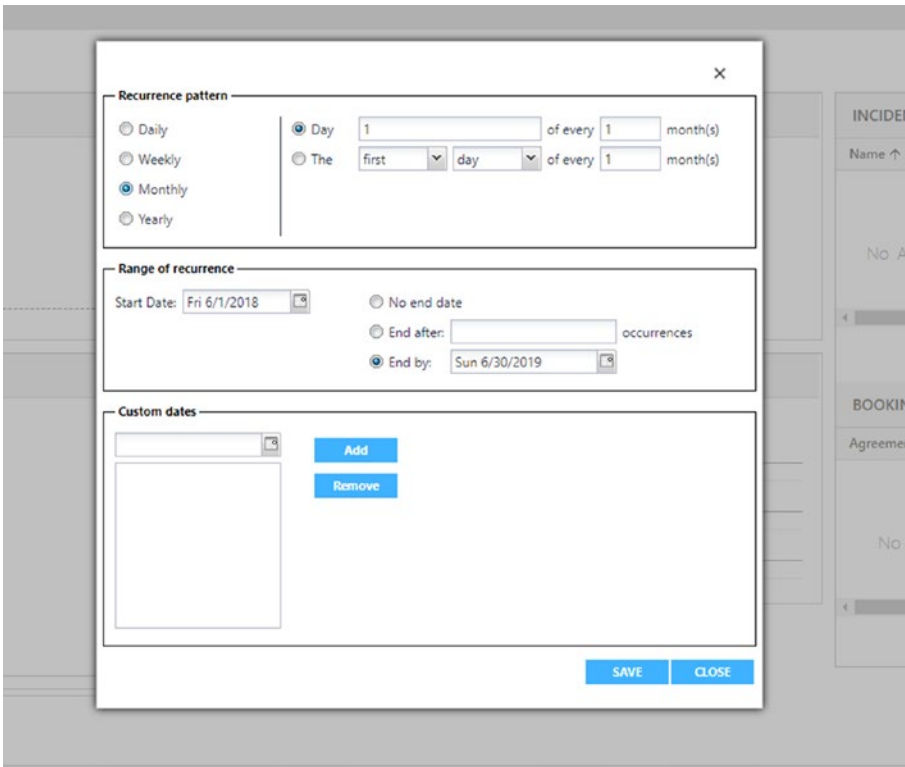 Recurrence pattern
Daily
Day 1 of every 1 month(s)
INCIDE
Weekly
The first day of every 1 month(s)
Name ↑
Monthly
Yearly
No A
Range of recurrence
Start Date: Fri 6/1/2018
No end date
End after: occurrences
End by: Sun 6/30/2019
Custom dates
BOOKIN
Add
Agreeme
Remove
No
SAVE CLOSE